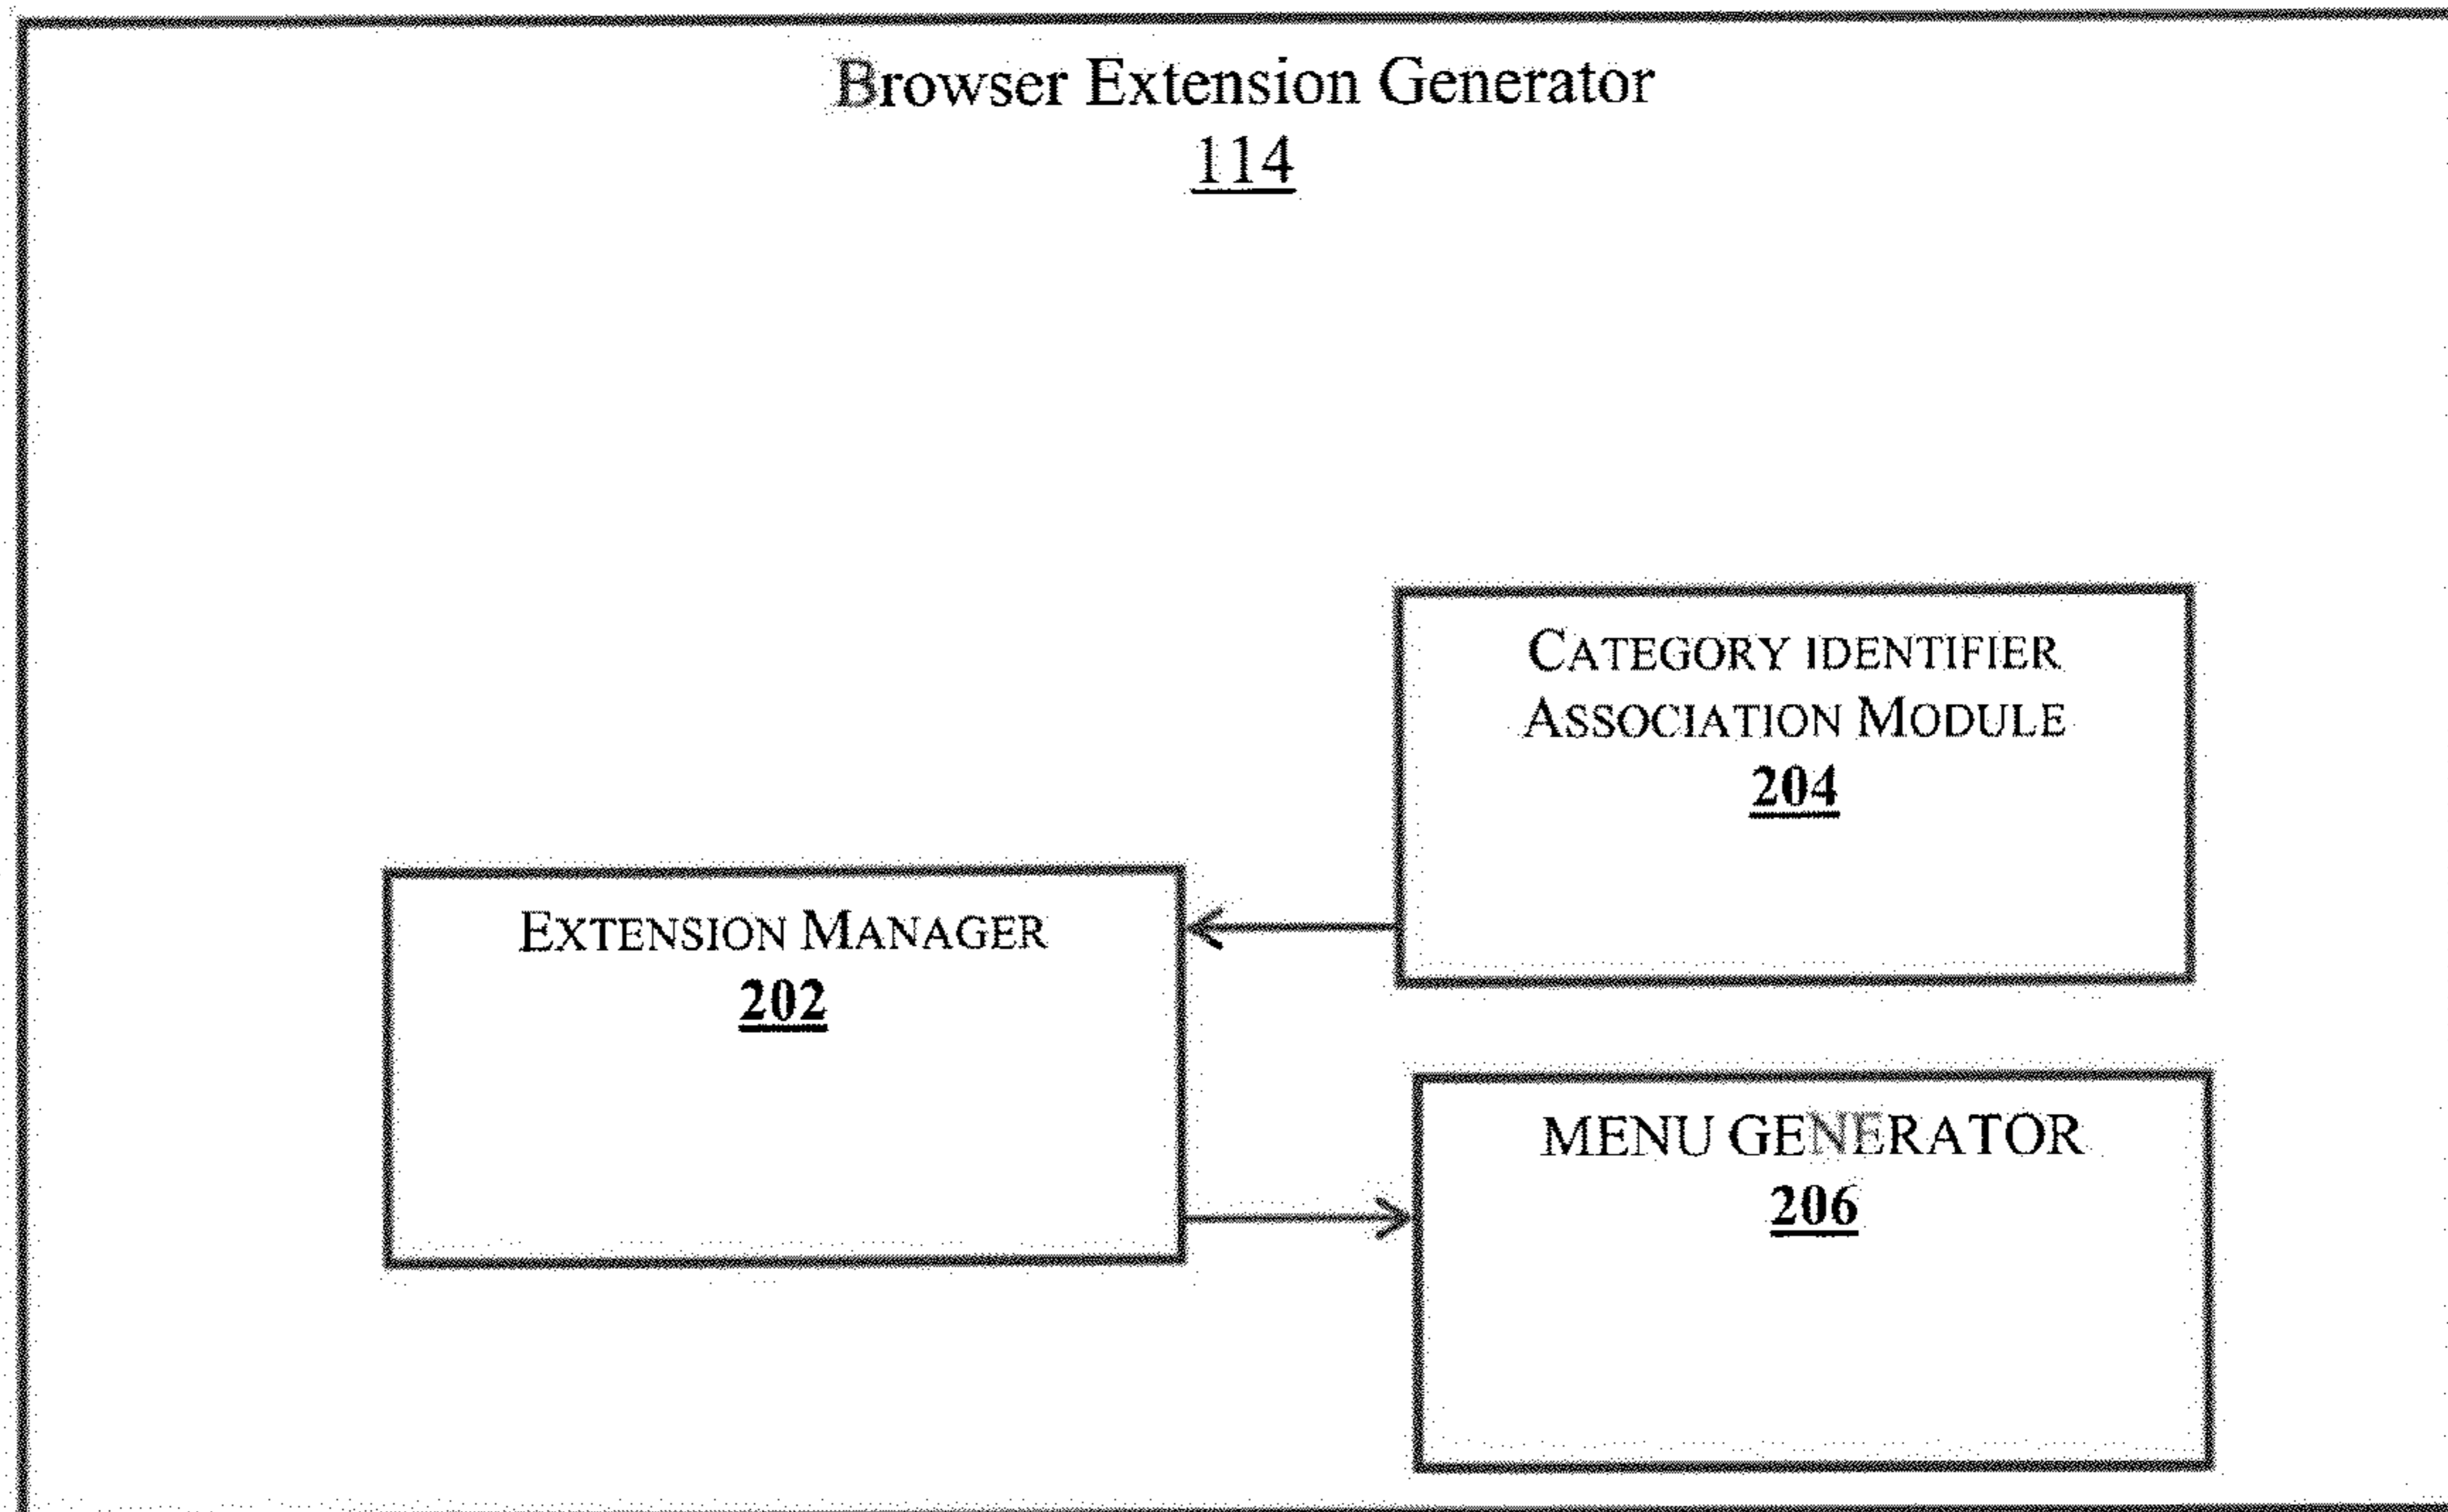 Browser Extension Generator
114
CATEGORY IDENTIFIER
ASSOCIATION MODULE
204
EXTENSION MANAGER
202
MENU GENERATOR
206